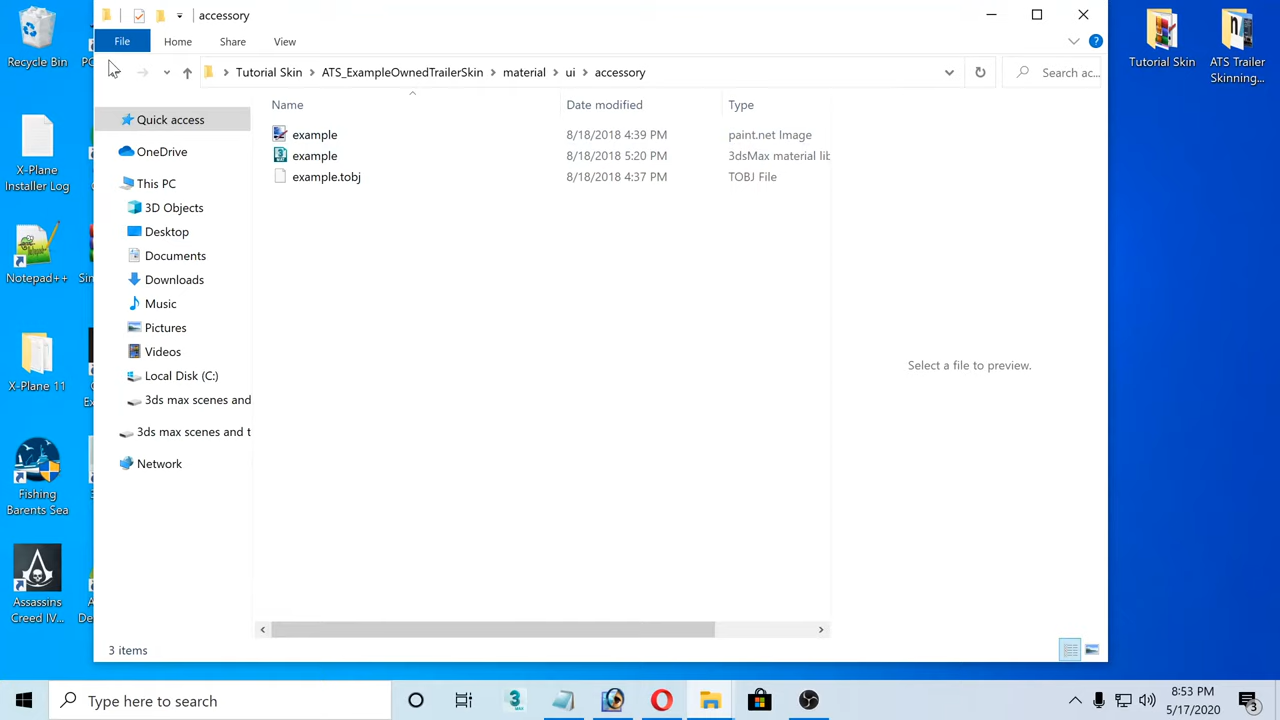 Recycle Bin
PC
accessory
File
Home
Share
View
Tutorial Skin
ATS_ExampleOwnedTrailerSkin
material
ui
accessory
Search ac...
Name
Date modified
Type
example
8/18/2018 4:39 PM
paint.net Image
example
8/18/2018 5:20 PM
3dsMax material lib
example.tobj
8/18/2018 4:37 PM
TOBJ File
Quick access
OneDrive
This PC
3D Objects
Desktop
Documents
Downloads
Music
Pictures
Videos
Local Disk (C:)
3ds max scenes and
3ds max scenes and t
Network
Select a file to preview.
3 items
X-Plane
Installer Log
Notepad++
Sin
X-Plane 11
Ex
Fishing
Barents Sea
Assassins
Creed IV...
De
Tutorial Skin
ATS Trailer
Skinning...
Type here to search
8:53 PM
5/17/2020
3